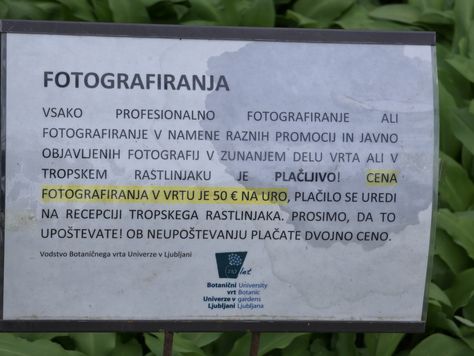 FOTOGRAFIRANJA
VSAKO PROFESIONALNO FOTOGRAFIRANJE ALI
FOTOGRAFIRANJE V NAMENE RAZNIH PROMOCIJ IN JAVNO
OBJAVLJENIH FOTOGRAFIJ V ZUNANJEM DELU VRTA ALI V
TROPSKEM RASTLINJAKU JE PLAČLJIVO! CENA
FOTOGRAFIRANJA V VRTU JE 50 € NA URO, PLAČILO SE UREDI
NA RECEPCIJI TROPSKEGA RASTLINJAKA. PROSIMO, DA TO
UPOŠTEVATE! OB NEUPOŠTEVANJU PLAČATE DVOJNO CENO.
Vodstvo Botaničnega vrta Univerze v Ljubljani
let
Botanični University
vrt Botanic
Univerze v gardens
Ljubljani Ljubljana